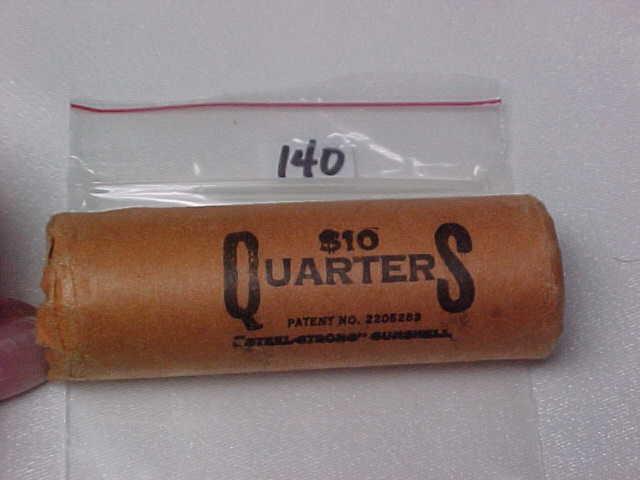 140
$10
QUARTERS
PATENT NO. 2205283
"STEEL-STRONG" GUNSHELL